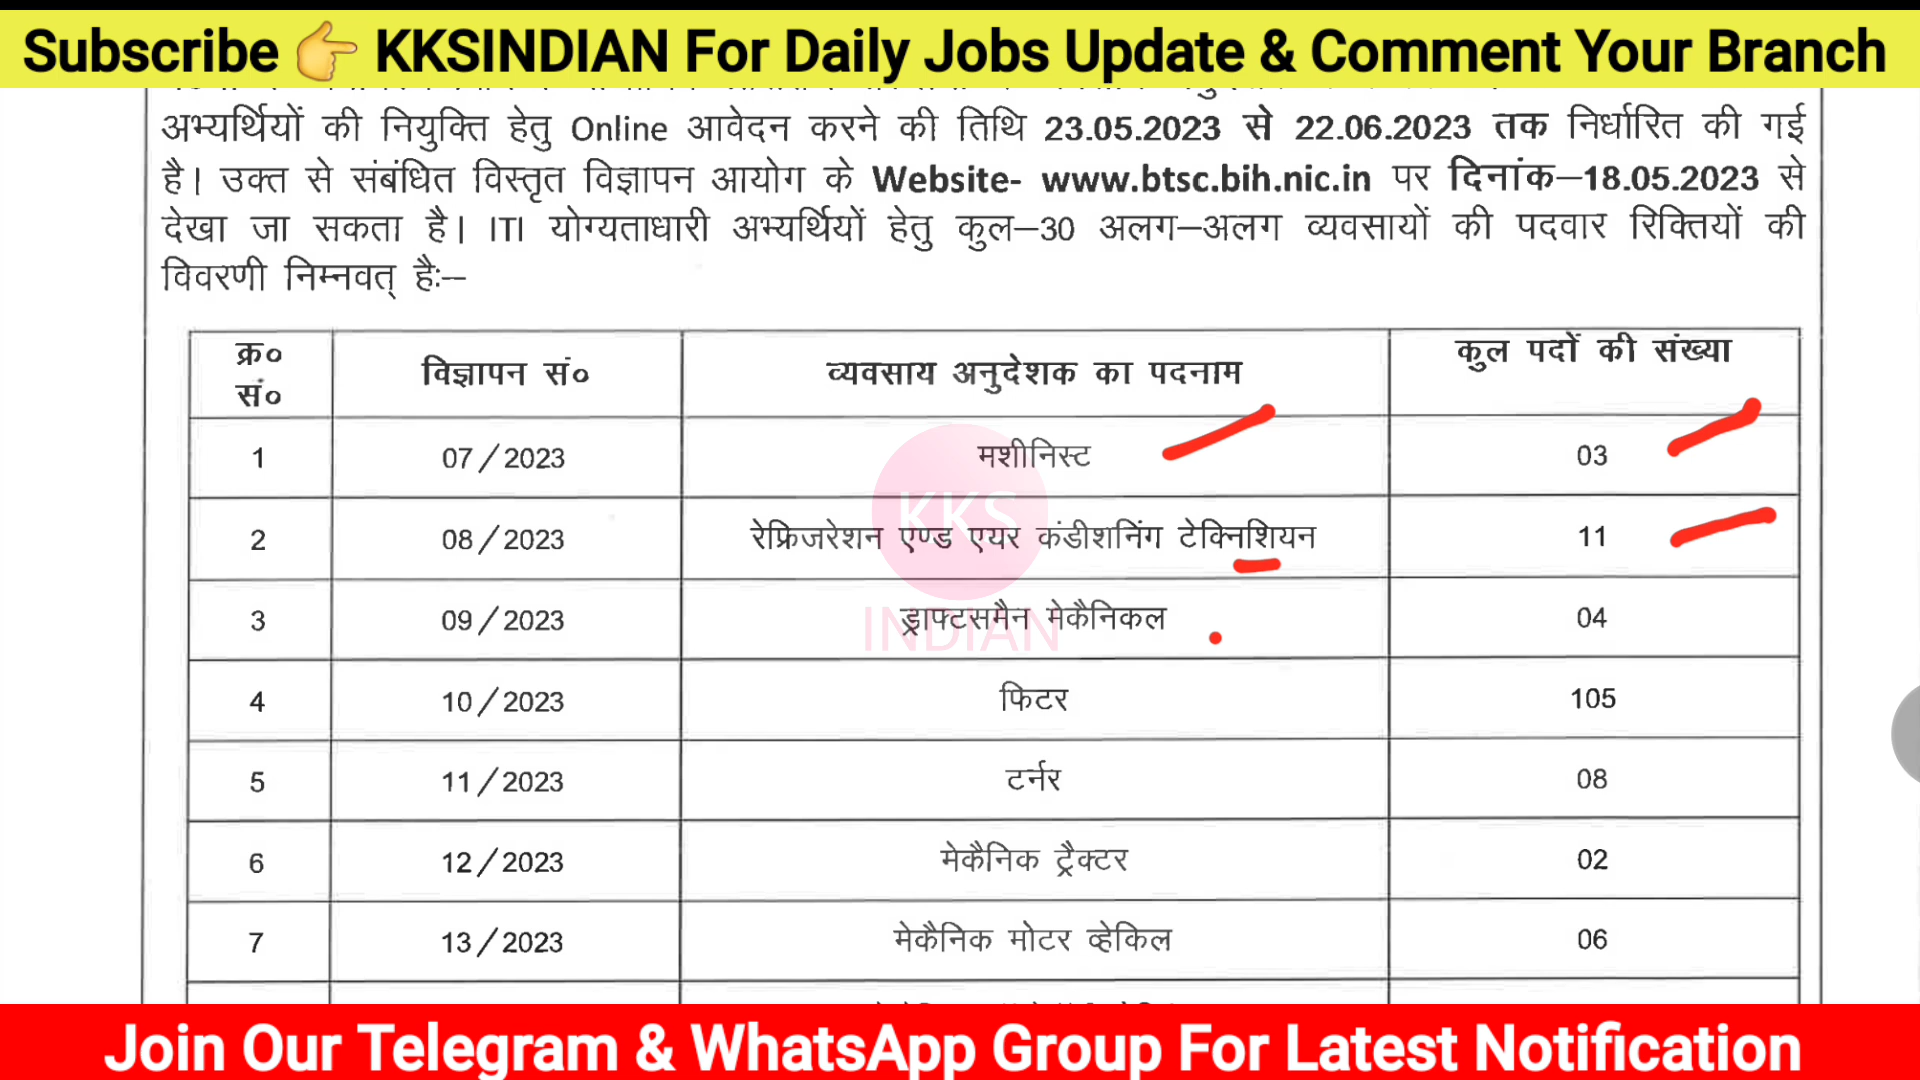 Subscribe 👉 KKSINDIAN For Daily Jobs Update & Comment Your Branch
अभ्यर्थियों की नियुक्ति हेतु Online आवेदन करने की तिथि 23.05.2023 से 22.06.2023 तक निर्धारित की गई
है। उक्त से संबंधित विस्तृत विज्ञापन आयोग के Website- www.btsc.bih.nic.in पर दिनांक–18.05.2023 से
देखा जा सकता है। ITI योग्यताधारी अभ्यर्थियों हेतु कुल–30 अलग–अलग व्यवसायों की पदवार रिक्तियों की
विवरणी निम्नवत् हैः–
क्र० सं० विज्ञापन सं० व्यवसाय अनुदेशक का पदनाम कुल पदों की संख्या
1 07/2023 मशीनिस्ट 03
2 08/2023 रेफ्रिजरेशन एण्ड एयर कंडीशनिंग टेक्निशियन 11
3 09/2023 ड्राफ्टसमैन मेकैनिकल 04
4 10/2023 फिटर 105
5 11/2023 टर्नर 08
6 12/2023 मेकैनिक ट्रैक्टर 02
7 13/2023 मेकैनिक मोटर व्हेकिल 06
KKS
INDIAN
Join Our Telegram & WhatsApp Group For Latest Notification